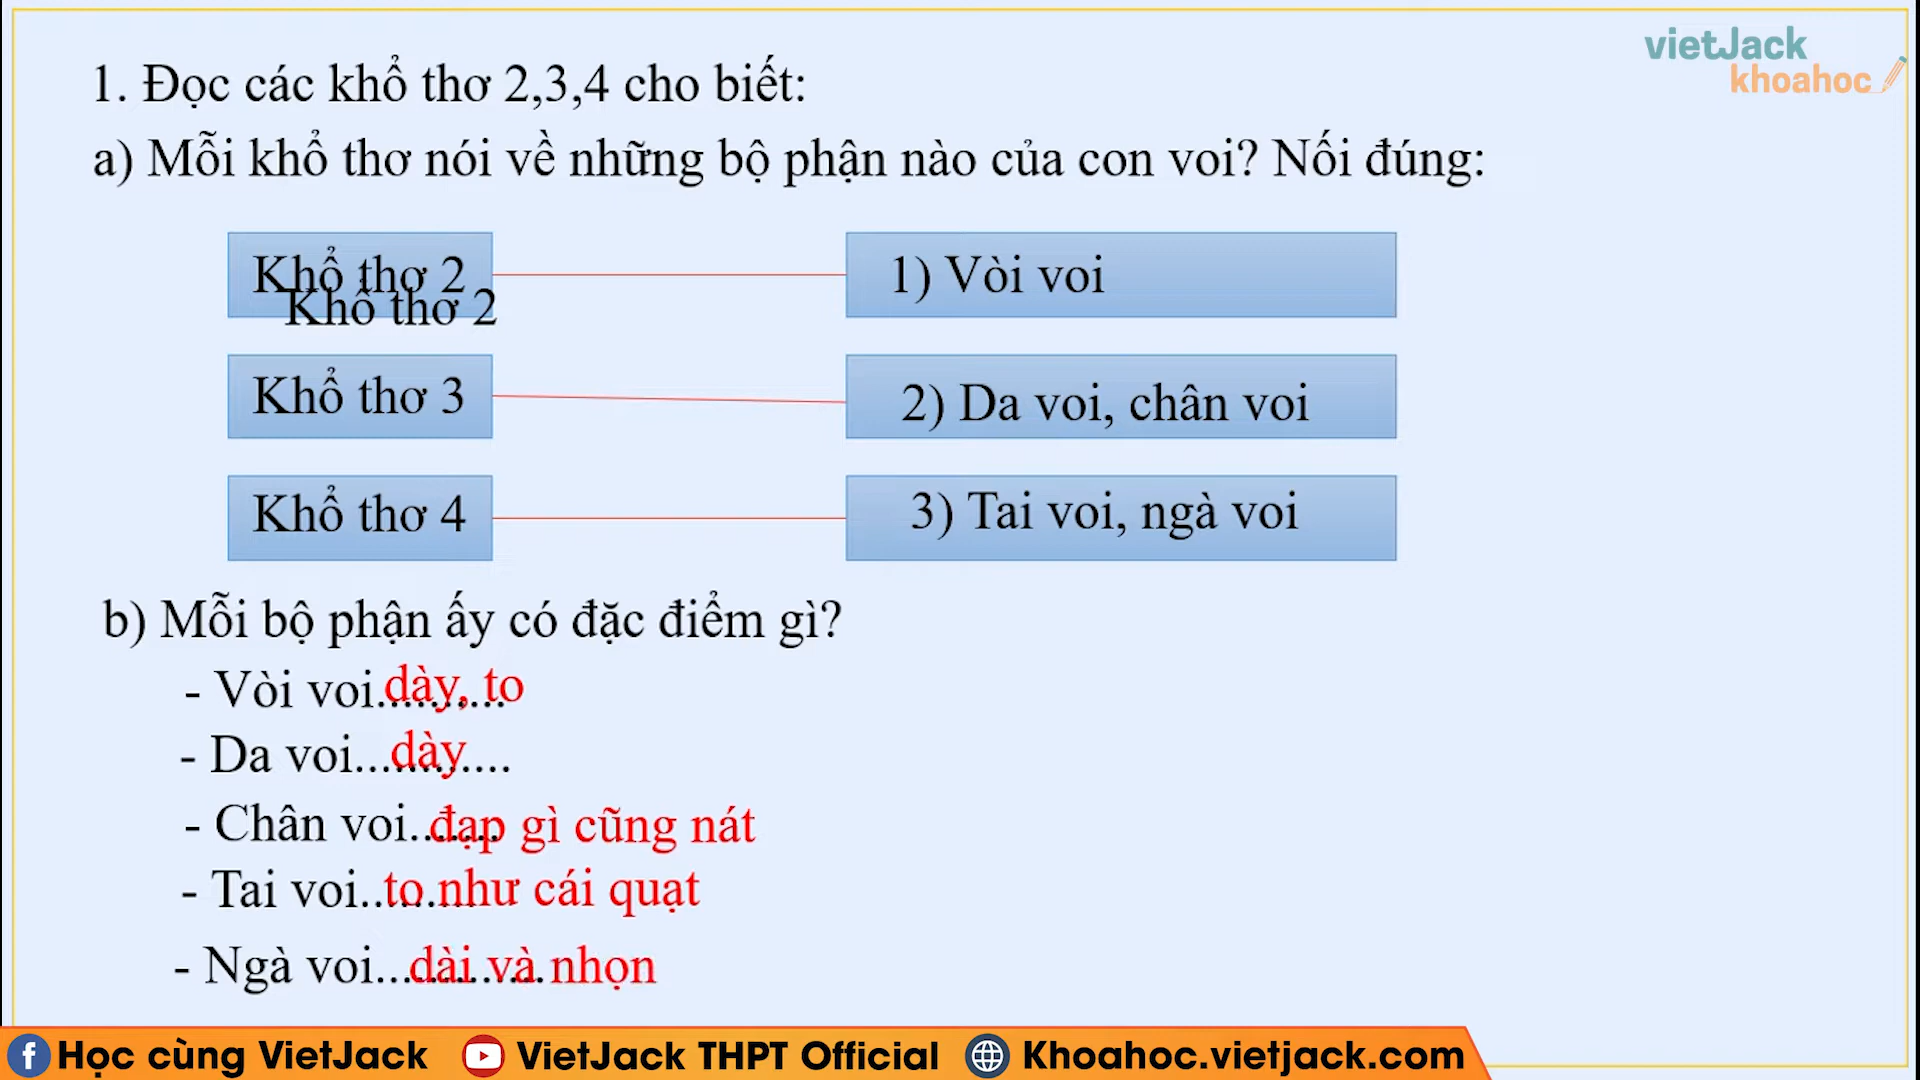 vietJack
khoahoc
1. Đọc các khổ thơ 2,3,4 cho biết:
a) Mỗi khổ thơ nói về những bộ phận nào của con voi? Nối đúng:
Khổ thơ 2
Khổ thơ 2
1) Vòi voi
Khổ thơ 3
2) Da voi, chân voi
Khổ thơ 4
3) Tai voi, ngà voi
b) Mỗi bộ phận ấy có đặc điểm gì?
- Vòi voi..........dày, to
- Da voi............dày
- Chân voi.......đạp gì cũng nát
- Tai voi.........to như cái quạt
- Ngà voi.............dài và nhọn
Học cùng VietJack
VietJack THPT Official
Khoahoc.vietjack.com